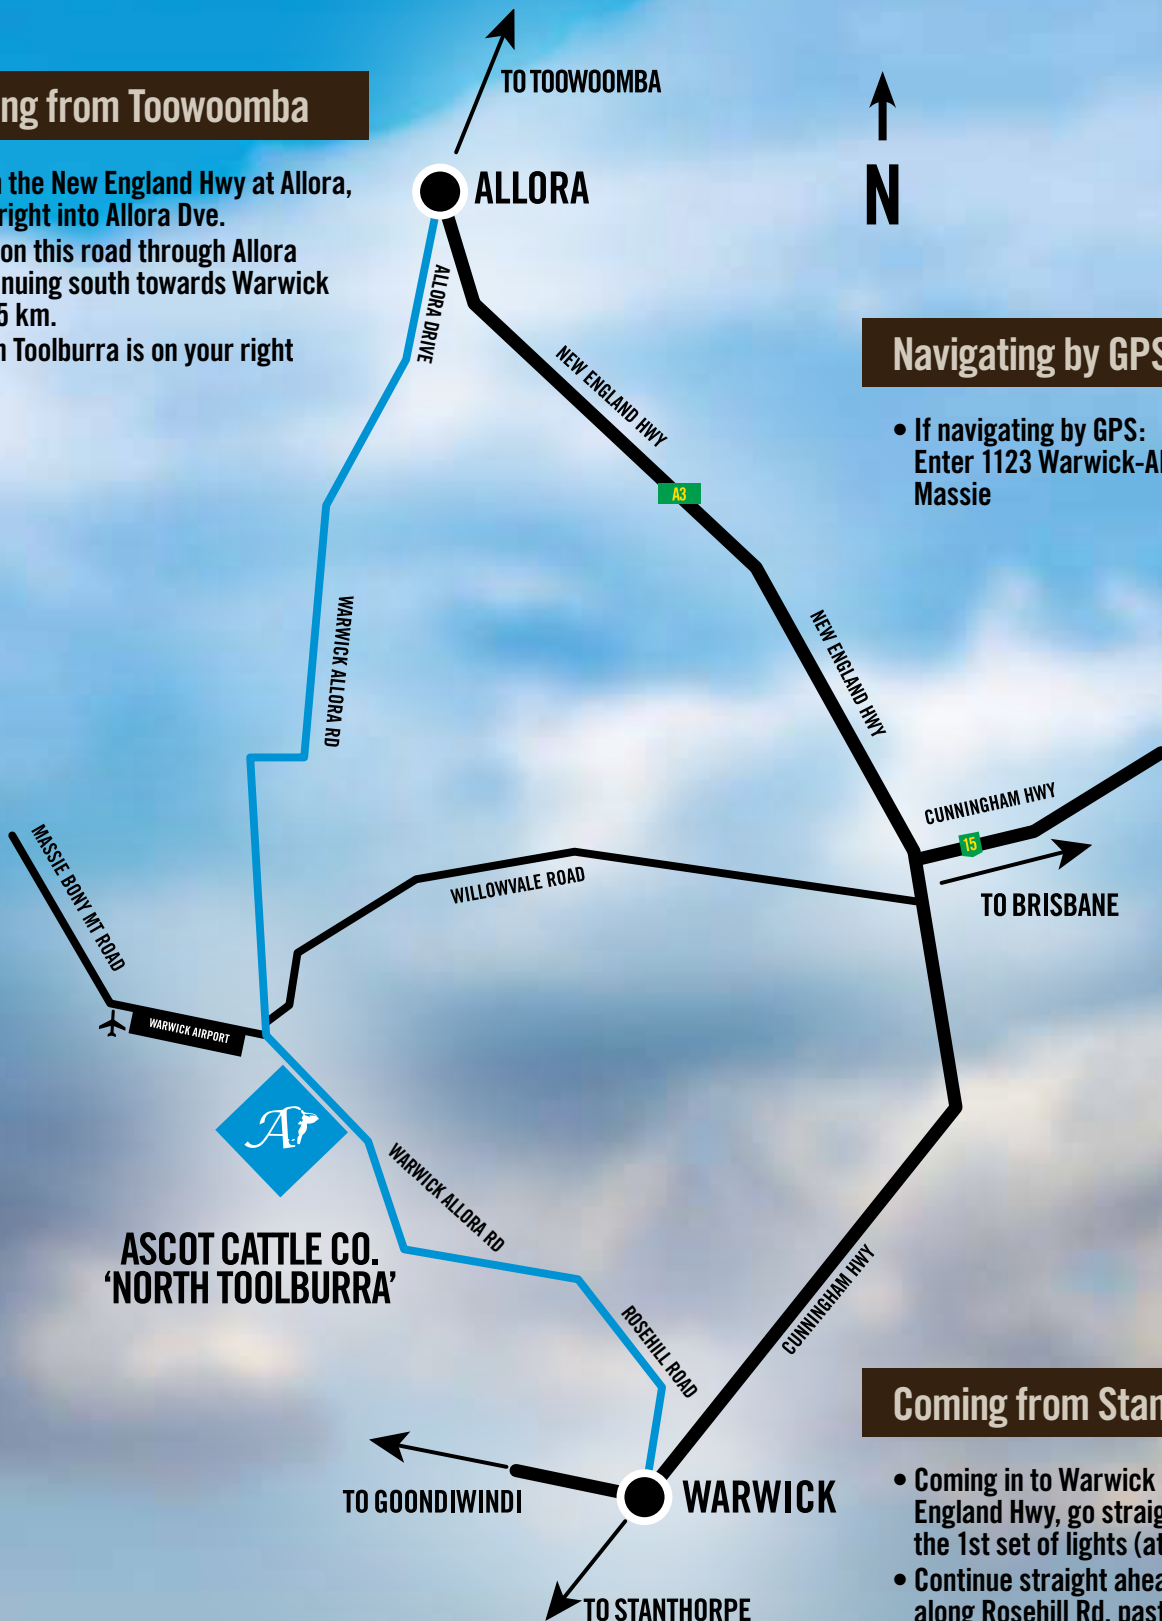 TO TOOWOOMBA
ng from Toowoomba
the New England Hwy at Allora,
right into Allora Dve.
on this road through Allora
nuing south towards Warwick
5 km.
Toolburra is on your right
ALLORA
N
ALLORA DRIVE
NEW ENGLAND HWY
A3
Navigating by GPS
• If navigating by GPS:
Enter 1123 Warwick-Al
Massie
WARWICK ALLORA RD
NEW ENGLAND HWY
CUNNINGHAM HWY
15
TO BRISBANE
WILLOWVALE ROAD
MASSIE BONY MT ROAD
WARWICK AIRPORT
A
WARWICK ALLORA RD
ASCOT CATTLE CO.
'NORTH TOOLBURRA'
ROSEHILL ROAD
CUNNINGHAM HWY
TO GOONDIWINDI
WARWICK
TO STANTHORPE
Coming from Stan
• Coming in to Warwick
England Hwy, go straig
the 1st set of lights (at
• Continue straight ahea
along Rosehill Rd, past